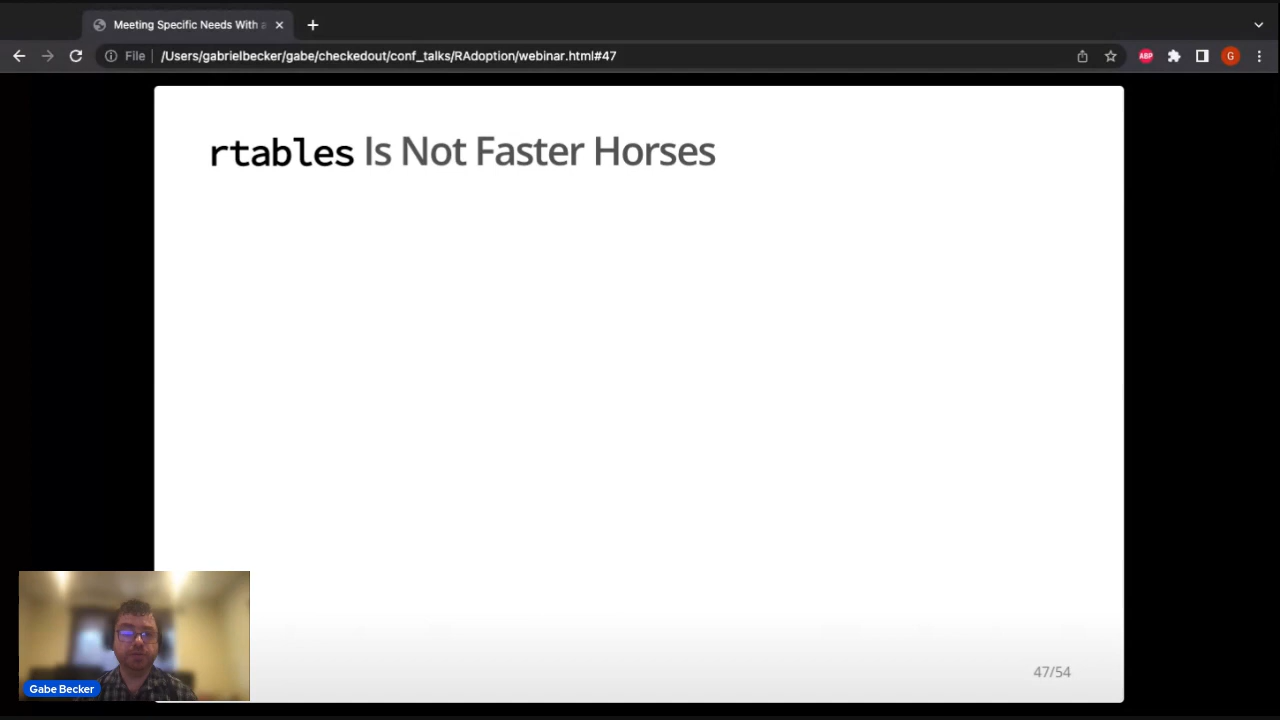 Meeting Specific Needs With a
File
/Users/gabrielbecker/gabe/checkedout/conf_talks/RAdoption/webinar.html#47
ABP
G
rtables Is Not Faster Horses
Gabe Becker
47/54